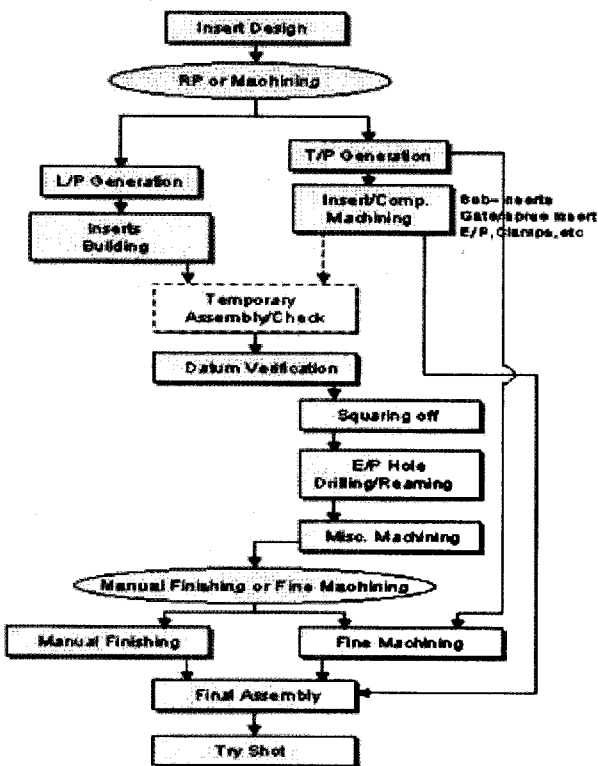 Insert Design
RP or Machining
T/P Generation
L/P Generation
Insert/Comp.
Machining
Sub-inserts
Gate/sprue insert
E/P, Clamps, etc
Inserts
Building
Temporary
Assembly/Check
Datum Verification
Squaring off
E/P Hole
Drilling/Reaming
Misc. Machining
Manual Finishing or Fine Machining
Manual Finishing
Fine Machining
Final Assembly
Try Shot